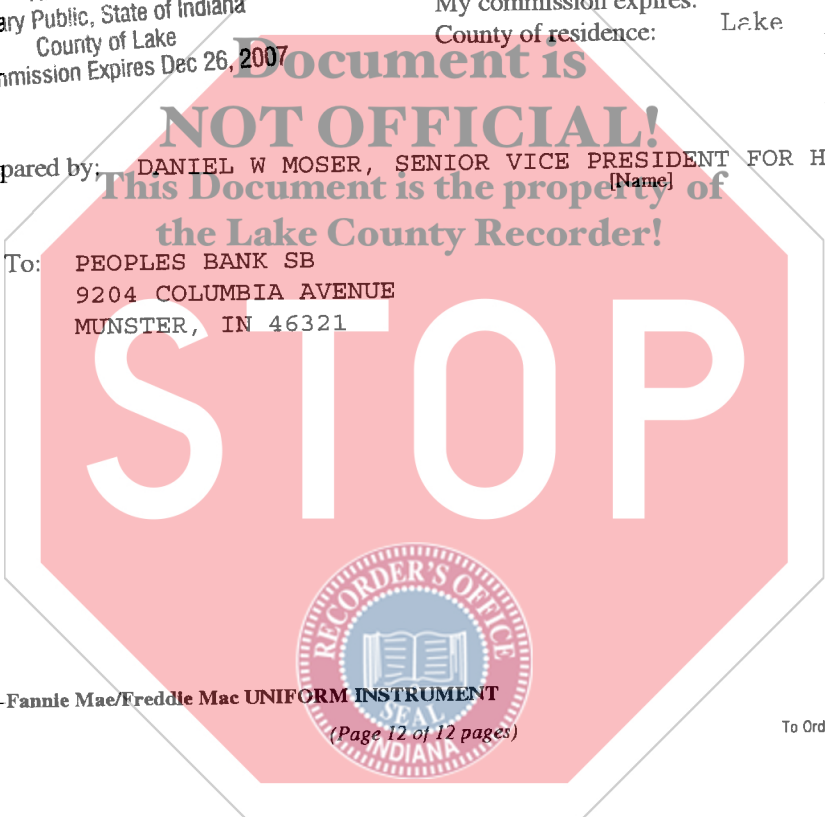 ary Public, State of Indiana
County of Lake
mmission Expires Dec 26, 2007
My commission expires:
County of residence: Lake
Document is
NOT OFFICIAL!
pared by: DANIEL W MOSER, SENIOR VICE PRESIDENT FOR H
[Name]
This Document is the property of
the Lake County Recorder!
To: PEOPLES BANK SB
9204 COLUMBIA AVENUE
MUNSTER, IN 46321
STOP
RECORDER'S OFFICE
SEAL
INDIANA
-Fannie Mae/Freddie Mac UNIFORM INSTRUMENT
(Page 12 of 12 pages)
To Ord